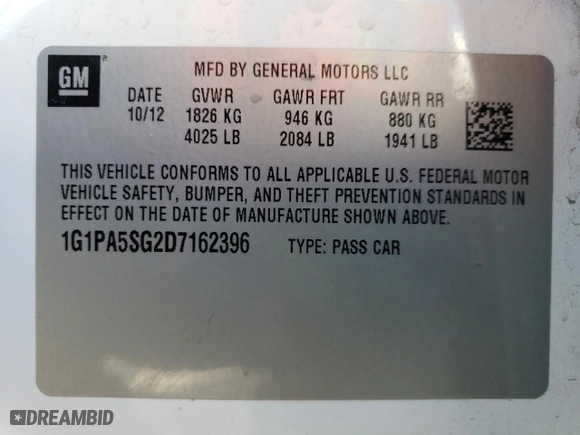 GM
MFD BY GENERAL MOTORS LLC
DATE GVWR GAWR FRT GAWR RR
10/12 1826 KG 946 KG 880 KG
4025 LB 2084 LB 1941 LB
THIS VEHICLE CONFORMS TO ALL APPLICABLE U.S. FEDERAL MOTOR
VEHICLE SAFETY, BUMPER, AND THEFT PREVENTION STANDARDS IN
EFFECT ON THE DATE OF MANUFACTURE SHOWN ABOVE.
1G1PA5SG2D7162396 TYPE: PASS CAR
DREAMBID